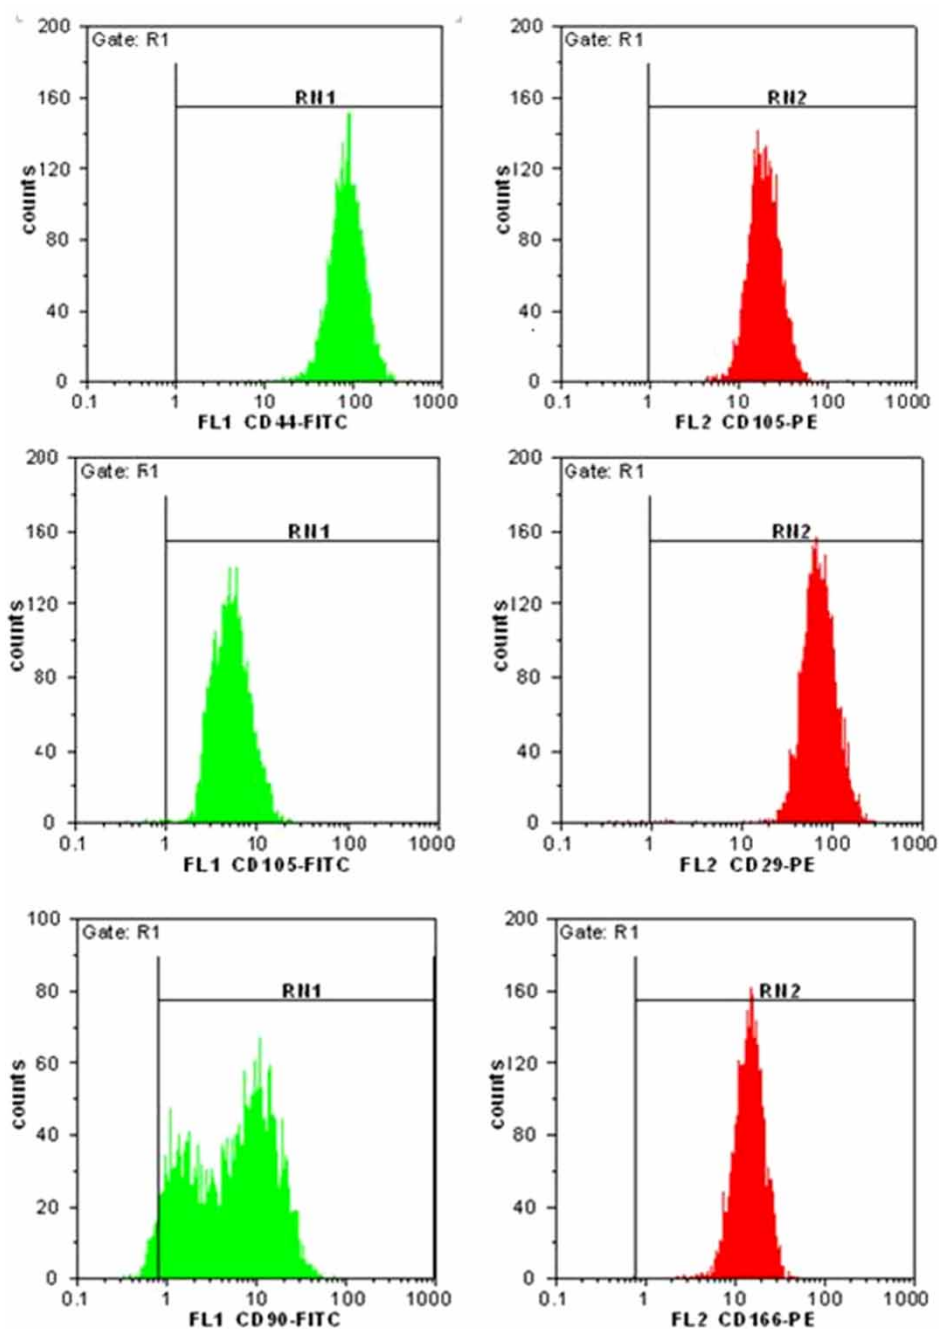 200
Gate: R1
160
RN1
120
counts
80
40
0
0.1 1 10 100 1000
FL1 CD44-FITC
200
Gate: R1
160
RN2
120
counts
80
40
0
0.1 1 10 100 1000
FL2 CD105-PE
200
Gate: R1
160
RN1
120
counts
80
40
0
0.1 1 10 100 1000
FL1 CD105-FITC
200
Gate: R1
160
RN2
120
counts
80
40
0
0.1 1 10 100 1000
FL2 CD29-PE
100
Gate: R1
80
RN1
60
counts
40
20
0
0.1 1 10 100 1000
FL1 CD90-FITC
200
Gate: R1
160
RN2
120
counts
80
40
0
0.1 1 10 100 1000
FL2 CD166-PE